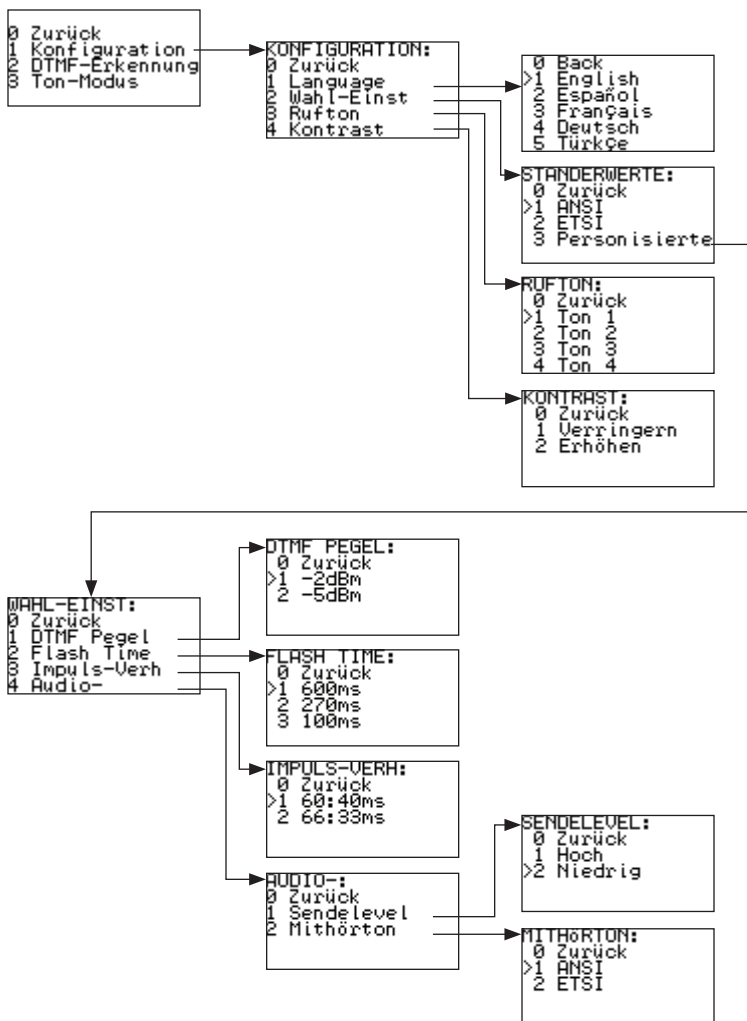 0 Zurück
1 Konfiguration
2 DTMF-Erkennung
3 Ton-Modus
KONFIGURATION:
0 Zurück
1 Language
2 Wahl-Einst
3 Rufton
4 Kontrast
0 Back
>1 English
2 Español
3 Français
4 Deutsch
5 Türkçe
STANDERWERTE:
0 Zurück
>1 ANSI
2 ETSI
3 Personisierte
RUFTON:
0 Zurück
>1 Ton 1
2 Ton 2
3 Ton 3
4 Ton 4
KONTRAST:
0 Zurück
1 Verringern
2 Erhöhen
WAHL-EINST:
0 Zurück
1 DTMF Pegel
2 Flash Time
3 Impuls-Verh
4 Audio-
DTMF PEGEL:
0 Zurück
>1 -2dBm
2 -5dBm
FLASH TIME:
0 Zurück
>1 600ms
2 270ms
3 100ms
IMPULS-VERH:
0 Zurück
>1 60:40ms
2 66:33ms
AUDIO-:
0 Zurück
1 Sendelevel
2 Mithörton
SENDELEVEL:
0 Zurück
1 Hoch
>2 Niedrig
MITHöRTON:
0 Zurück
>1 ANSI
2 ETSI